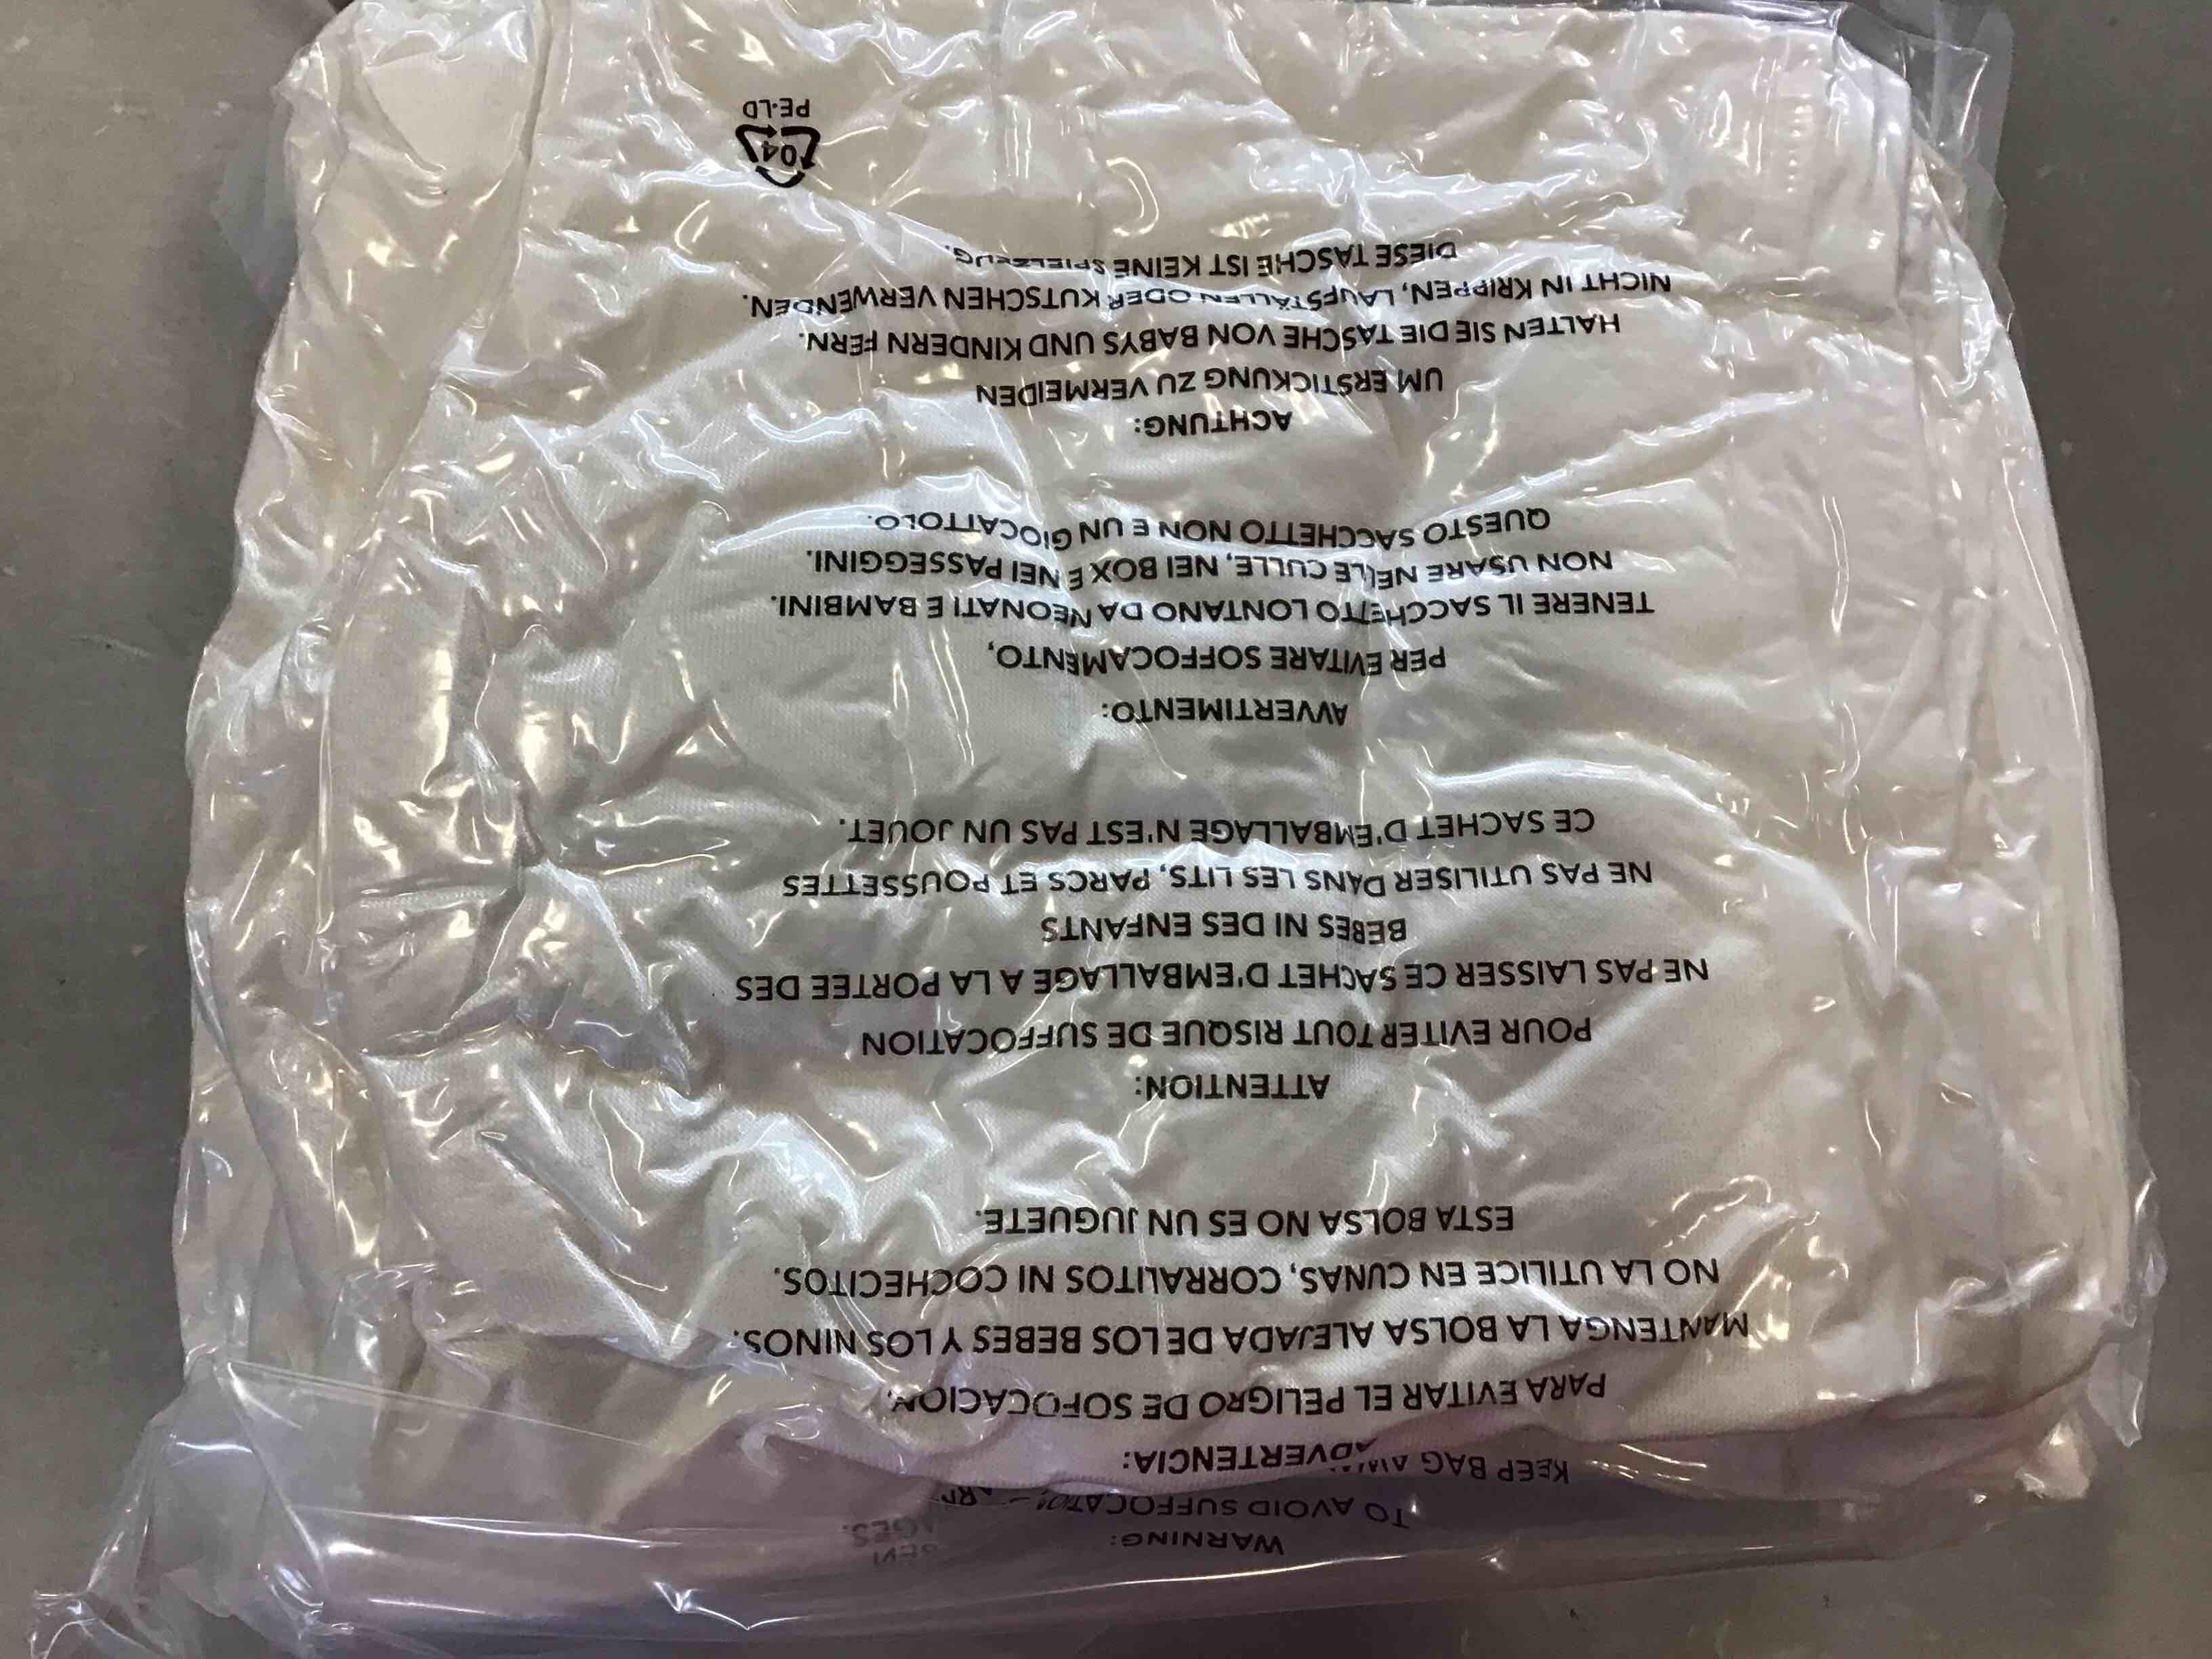 WARNING:
TO AVOID SUFFOCATION
KEEP BAG
ADVERTENCIA:
PARA EVITAR EL PELIGRO DE SOFOCACION,
MANTENGA LA BOLSA ALEJADA DE LOS BEBES Y LOS NINOS.
NO LA UTILICE EN CUNAS, CORRALITOS NI COCHECITOS.
ESTA BOLSA NO ES UN JUGUETE.
ATTENTION:
POUR EVITER TOUT RISQUE DE SUFFOCATION
NE PAS LAISSER CE SACHET D'EMBALLAGE A LA PORTEE DES
BEBES NI DES ENFANTS
NE PAS UTILISER DANS LES LITS, PARCS ET POUSSETTES
CE SACHET D'EMBALLAGE N'EST PAS UN JOUET.
AVVERTIMENTO:
PER EVITARE SOFFOCAMENTO,
TENERE IL SACCHETTO LONTANO DA NEONATI E BAMBINI.
NON USARE NELLE CULLE, NEI BOX E NEI PASSEGGINI.
QUESTO SACCHETTO NON E UN GIOCATTOLO.
ACHTUNG:
UM ERSTICKUNG ZU VERMEIDEN
HALTEN SIE DIE TASCHE VON BABYS UND KINDERN FERN.
NICHT IN KRIPPEN, LAUFSTÄLLEN ODER KUTSCHEN VERWENDEN.
DIESE TASCHE IST KEINE SPIELZEUG.
04
PE-LD